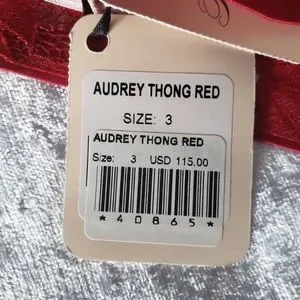 AUDREY THONG RED
SIZE: 3
AUDREY THONG RED
Size: 3 USD 115.00
*40865*